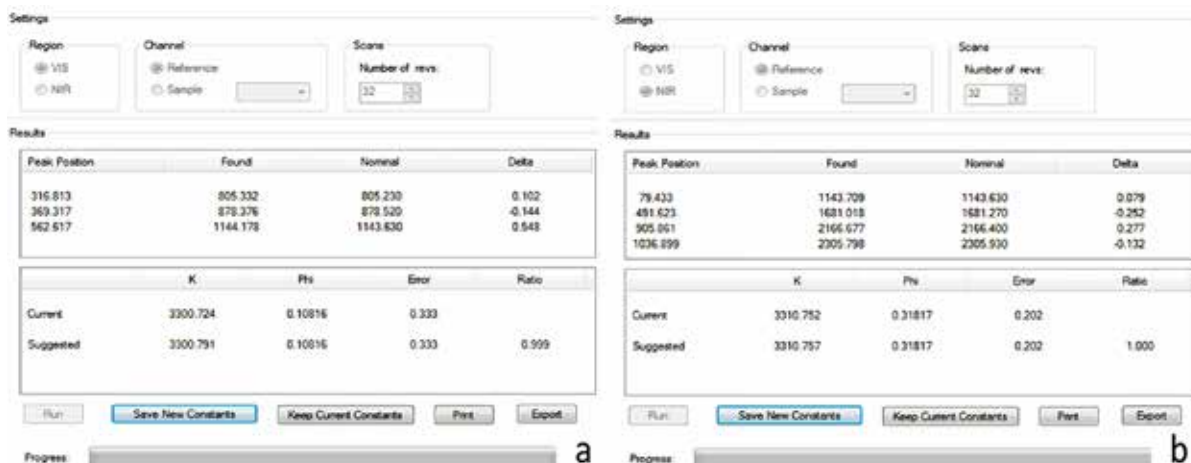 Settings
Region
VIS
NIR
Channel
Reference
Sample
Scans
Number of revs:
32
Results
Peak Position Found Nominal Delta
316.813 805.332 805.230 0.102
369.317 878.376 878.520 -0.144
562.617 1144.178 1143.630 0.548
K Phi Error Ratio
Current 3300.724 0.10816 0.333
Suggested 3300.791 0.10816 0.333 0.999
Run Save New Constants Keep Current Constants Print Export
Progress:
a
Settings
Region
VIS
NIR
Channel
Reference
Sample
Scans
Number of revs:
32
Results
Peak Position Found Nominal Delta
79.433 1143.709 1143.630 0.079
491.623 1681.018 1681.270 -0.252
905.861 2166.677 2166.400 0.277
1036.899 2305.798 2305.930 -0.132
K Phi Error Ratio
Current 3310.752 0.31817 0.202
Suggested 3310.757 0.31817 0.202 1.000
Run Save New Constants Keep Current Constants Print Export
Progress:
b